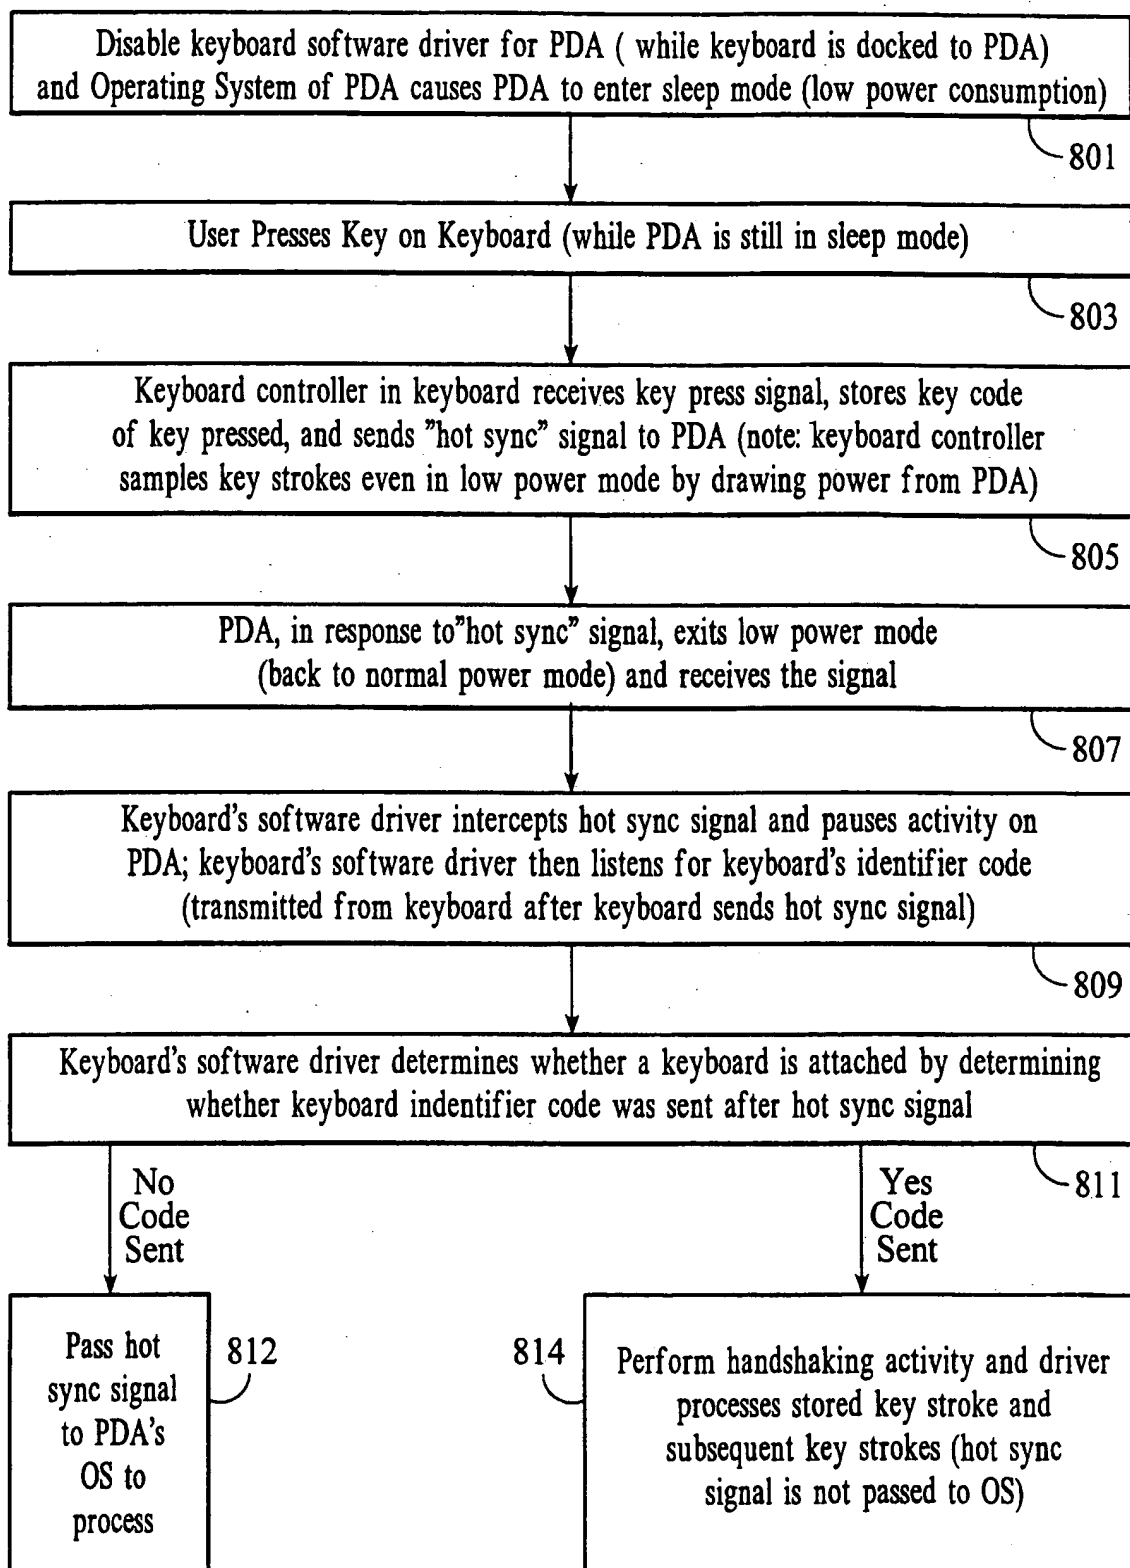 Disable keyboard software driver for PDA ( while keyboard is docked to PDA)
and Operating System of PDA causes PDA to enter sleep mode (low power consumption)
801
User Presses Key on Keyboard (while PDA is still in sleep mode)
803
Keyboard controller in keyboard receives key press signal, stores key code
of key pressed, and sends "hot sync" signal to PDA (note: keyboard controller
samples key strokes even in low power mode by drawing power from PDA)
805
PDA, in response to"hot sync" signal, exits low power mode
(back to normal power mode) and receives the signal
807
Keyboard's software driver intercepts hot sync signal and pauses activity on
PDA; keyboard's software driver then listens for keyboard's identifier code
(transmitted from keyboard after keyboard sends hot sync signal)
809
Keyboard's software driver determines whether a keyboard is attached by determining
whether keyboard indentifier code was sent after hot sync signal
811
No
Code
Sent
Yes
Code
Sent
Pass hot
sync signal
to PDA's
OS to
process
812
814
Perform handshaking activity and driver
processes stored key stroke and
subsequent key strokes (hot sync
signal is not passed to OS)